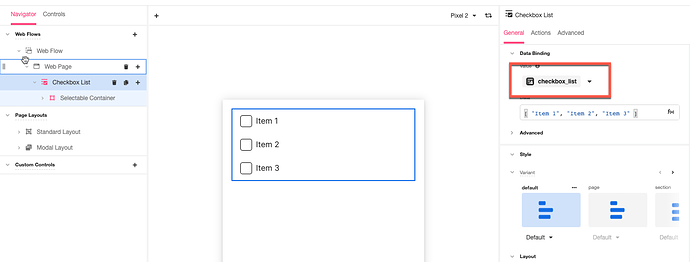 Navigator Controls
Web Flows
Web Flow
Web Page
Checkbox List
Selectable Container
Page Layouts
Standard Layout
Modal Layout
Custom Controls
Pixel 2
Item 1
Item 2
Item 3
Checkbox List
General Actions Advanced
Data Binding
Value
checkbox_list
[ "item 1", "Item 2", "item 3" ]
Advanced
Style
Variant
default page section
Default Default Default
Layout